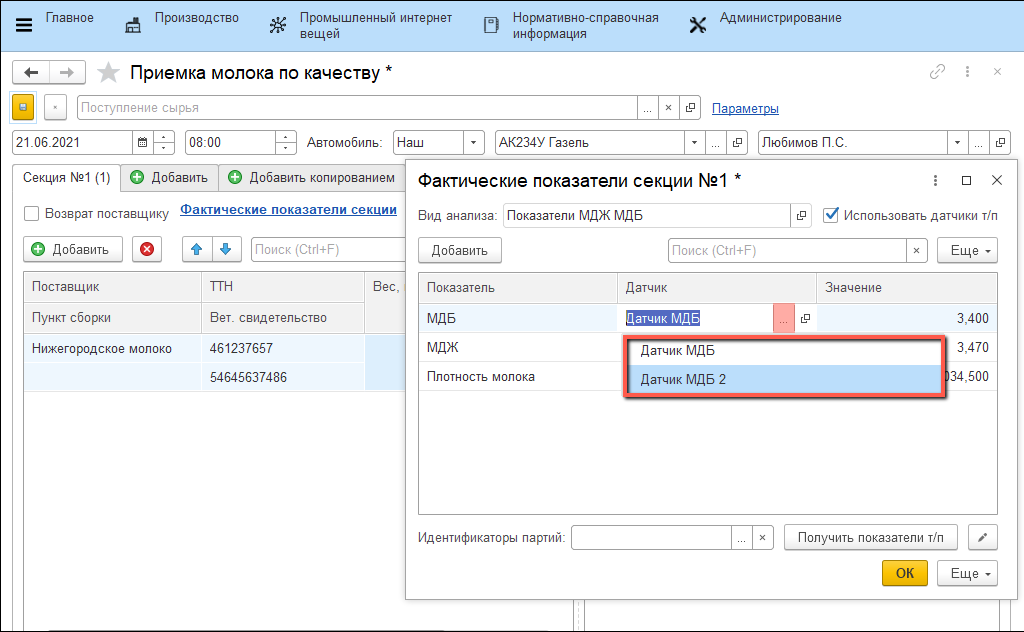 Главное
Производство
Промышленный интернет
вещей
Нормативно-справочная
информация
Администрирование
Приемка молока по качеству *
Поступление сырья
...
×
Параметры
21.06.2021
08:00
Автомобиль:
Наш
АК234У Газель
...
Любимов П.С.
...
Секция №1 (1)
Добавить
Добавить копированием
Возврат поставщику
Фактические показатели секции
Добавить
Поиск (Ctrl+F)
Поставщик
ТТН
Вес,
Пункт сборки
Вет. свидетельство
Нижегородское молоко
461237657
54645637486
Фактические показатели секции №1 *
Вид анализа:
Показатели МДЖ МДБ
Использовать датчики т/п
Добавить
Поиск (Ctrl+F)
×
Еще
Показатель
Датчик
Значение
МДБ
Датчик МДБ
...
3,400
МДЖ
Датчик МДБ
3,470
Плотность молока
Датчик МДБ 2
034,500
Идентификаторы партий:
...
×
Получить показатели т/п
ОК
Еще